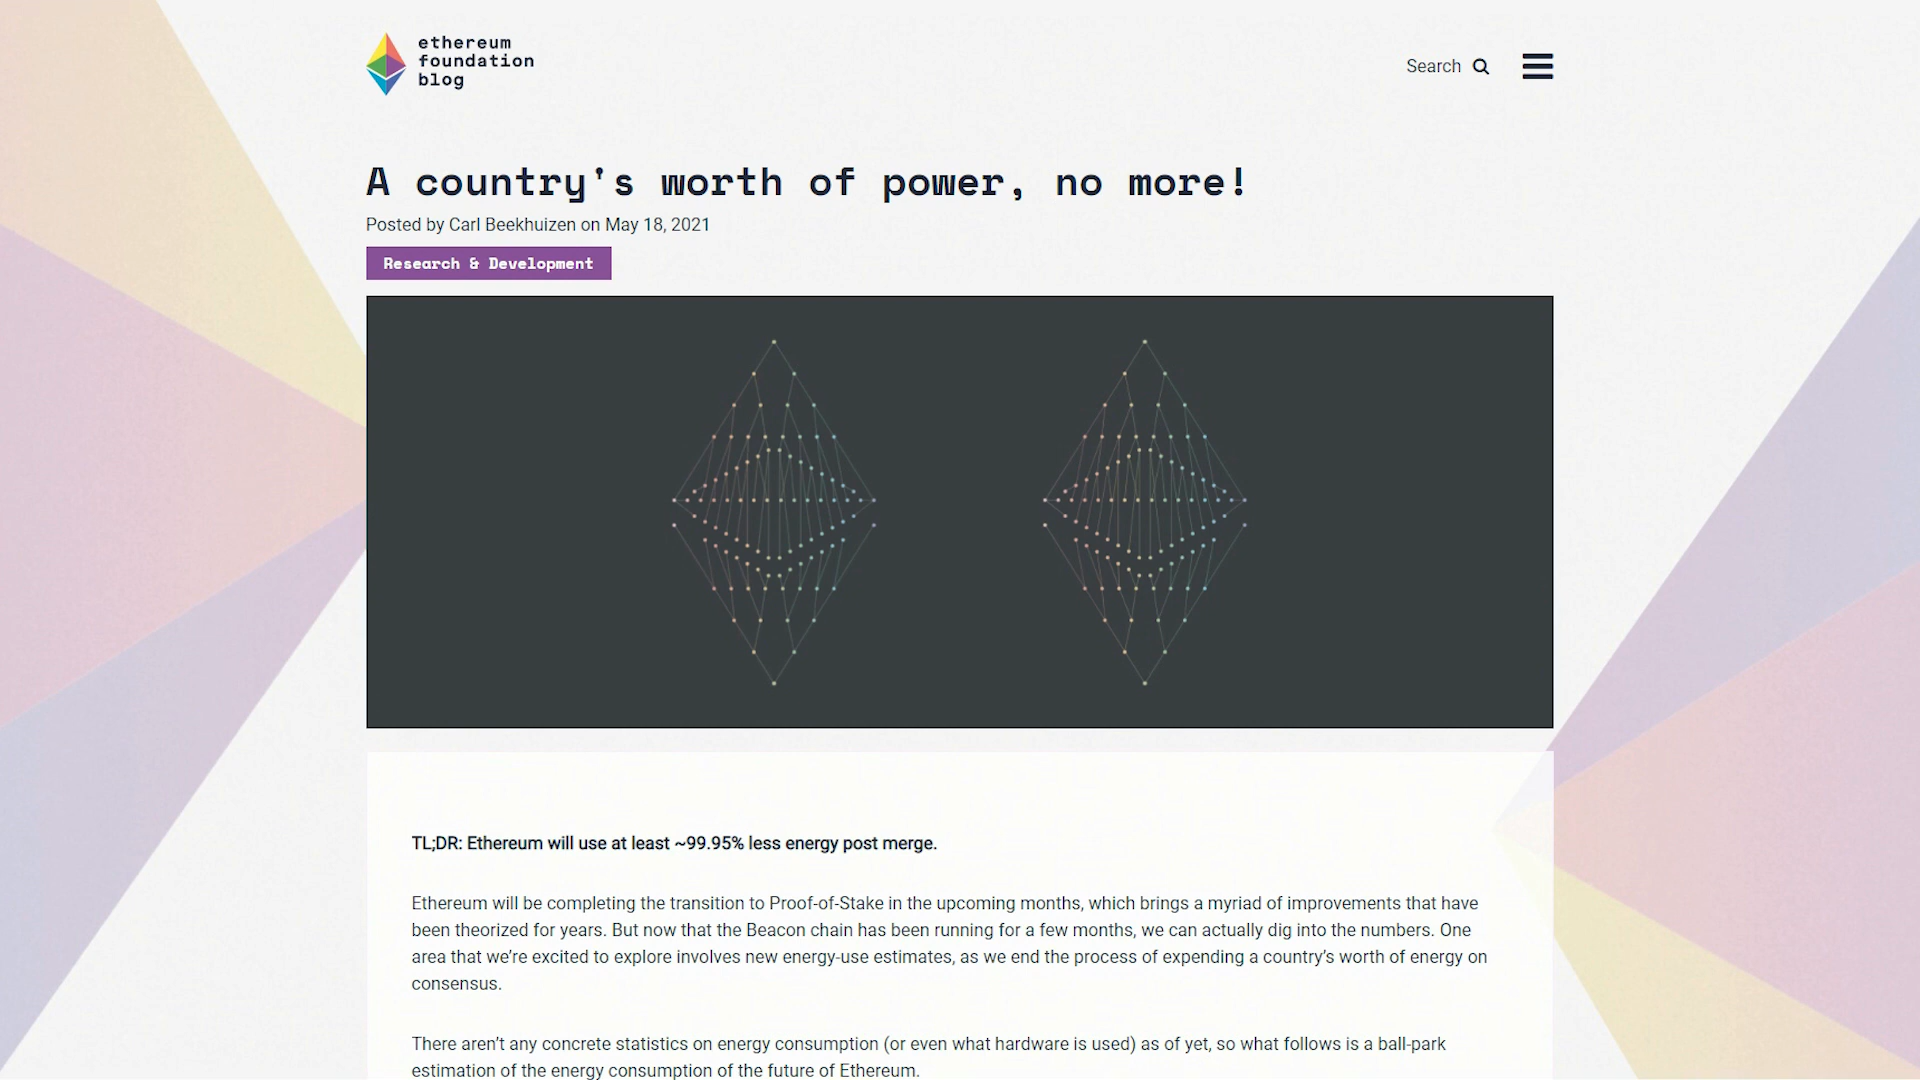 ethereum
foundation
blog
Search
A country's worth of power, no more!
Posted by Carl Beekhuizen on May 18, 2021
Research & Development
TL;DR: Ethereum will use at least ~99.95% less energy post merge.
Ethereum will be completing the transition to Proof-of-Stake in the upcoming months, which brings a myriad of improvements that have
been theorized for years. But now that the Beacon chain has been running for a few months, we can actually dig into the numbers. One
area that we’re excited to explore involves new energy-use estimates, as we end the process of expending a country’s worth of energy on
consensus.
There aren’t any concrete statistics on energy consumption (or even what hardware is used) as of yet, so what follows is a ball-park
estimation of the energy consumption of the future of Ethereum.